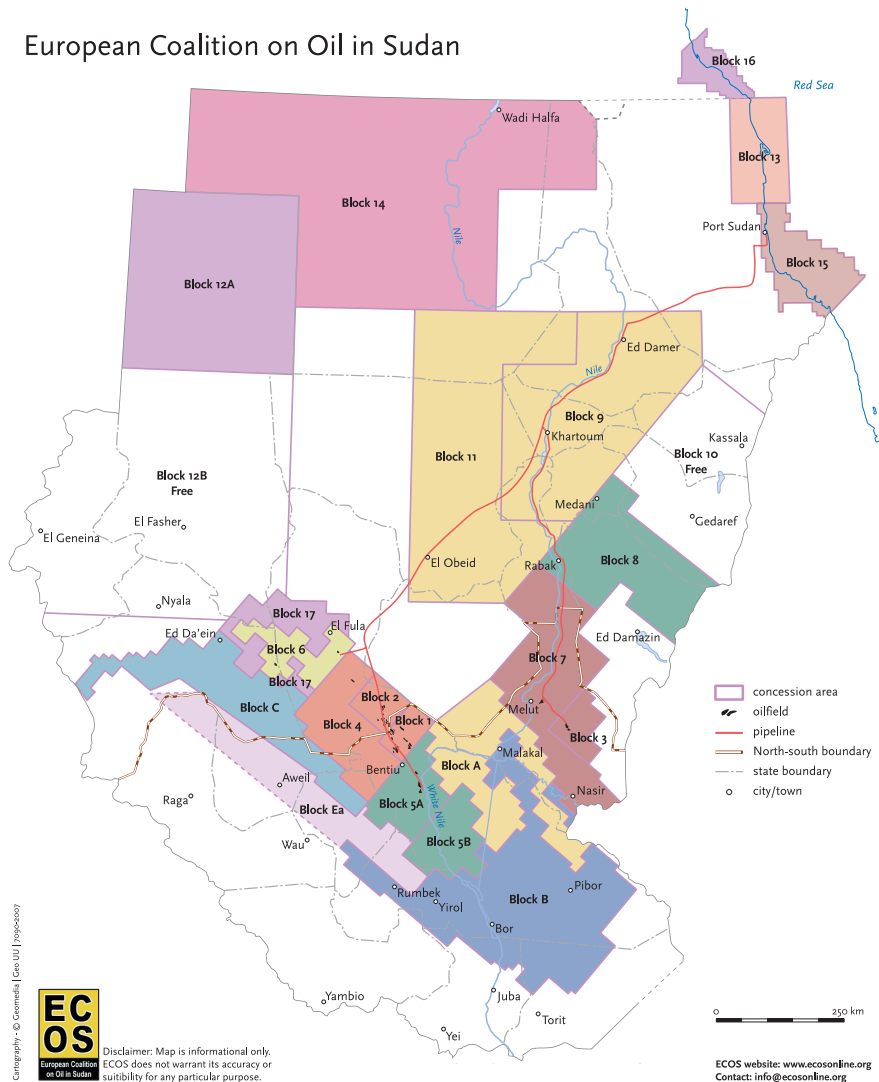 European Coalition on Oil in Sudan
Block 16
Red Sea
Wadi Halfa
Block 13
Block 14
Nile
Port Sudan
Block 15
Block 12A
Ed Damer
Nile
Block 9
Khartoum
Kassala
Block 11
Block 10
Free
Block 12B
Free
Medani
El Fasher
Gedaref
El Geneina
El Obeid
Rabak
Block 8
Nyala
Block 17
El Fula
Ed Da'ein
Ed Damazin
Block 6
Block 7
Block 17
Block 2
Block C
Melut
concession area
Block 4
Block 1
oilfield
Block 3
pipeline
Malakal
North-south boundary
Bentiu
Block A
state boundary
Aweil
Nasir
city/town
Raga
White Nile
Block 5A
Block Ea
Wau
Block 5B
Rumbek
Pibor
Yirol
Block B
Bor
Yambio
Juba
Torit
Yei
0
250 km
Cartography - © Geomedia | Geo UU | 7090-2007
EC
OS
European Coalition
on Oil in Sudan
Disclaimer: Map is informational only.
ECOS does not warrant its accuracy or
suitibility for any particular purpose.
ECOS website: www.ecosonline.org
Contact: info@ecosonline.org